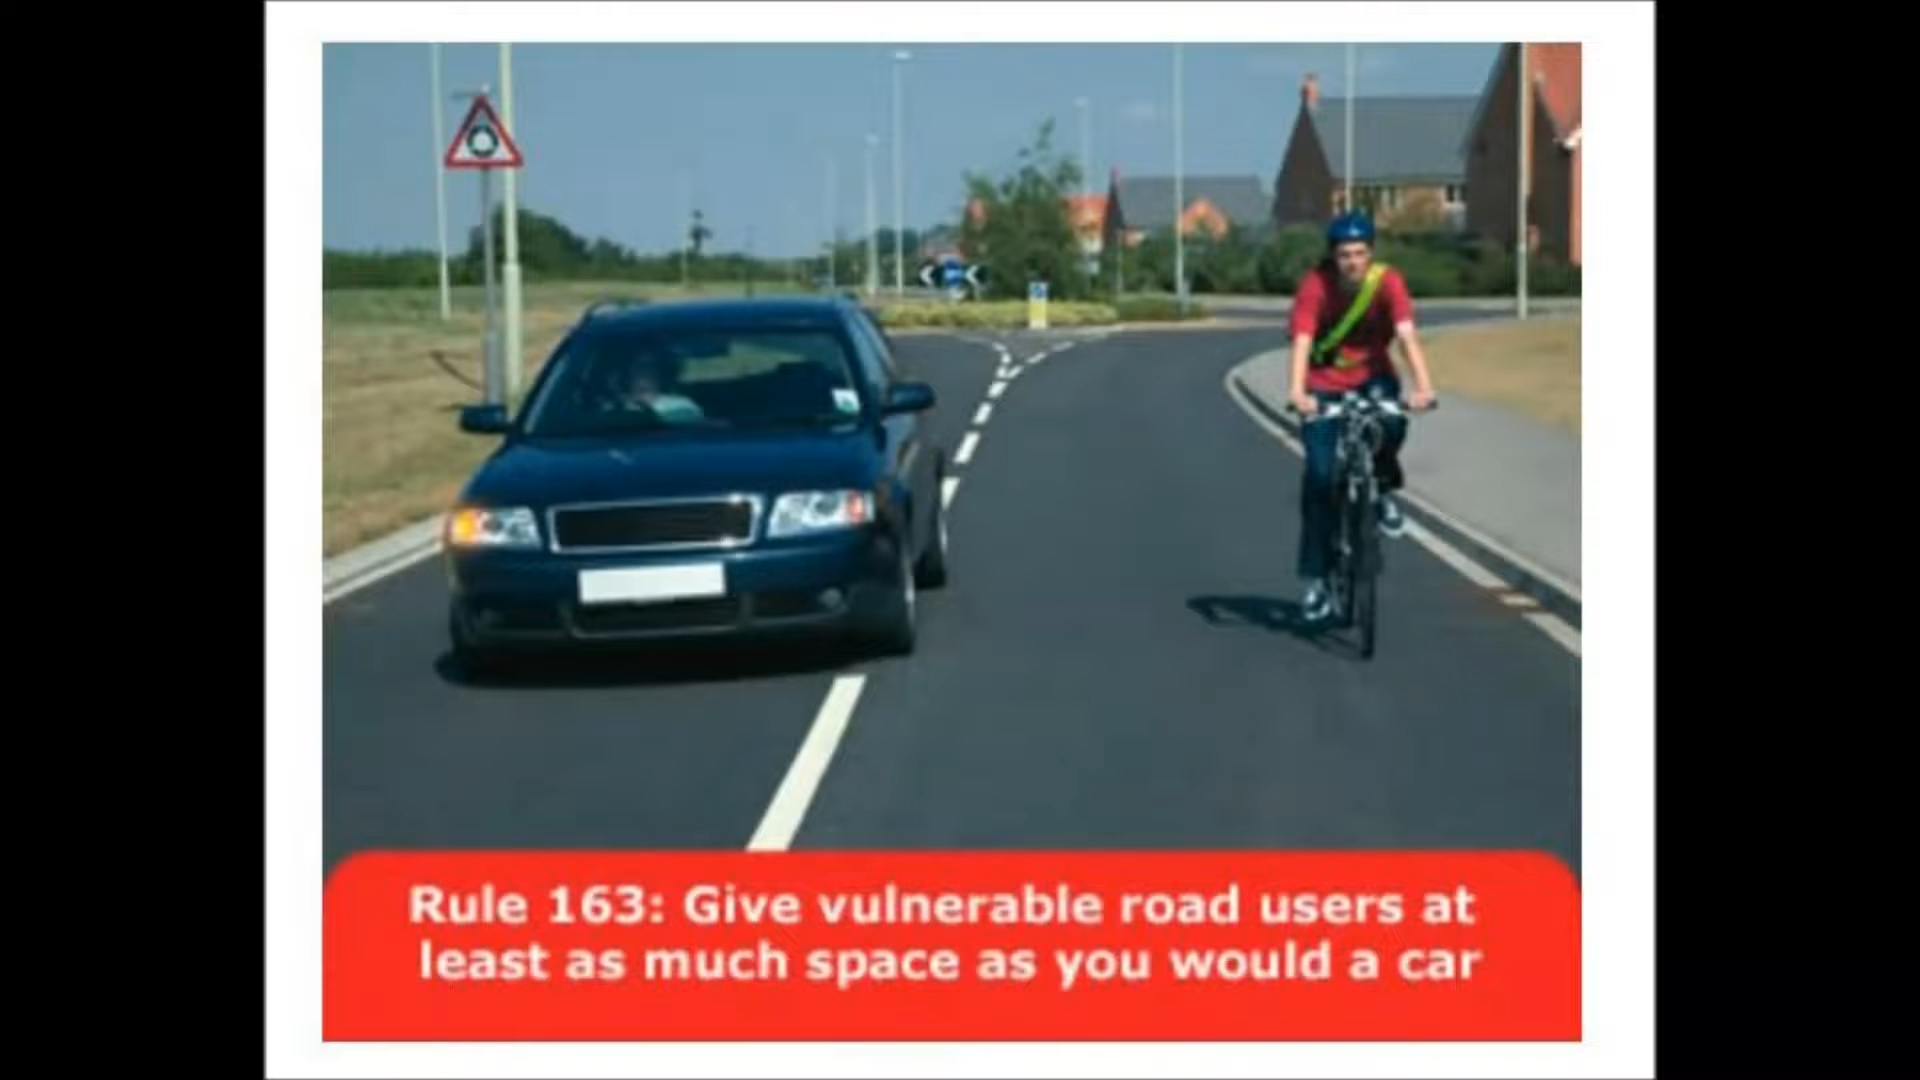 Rule 163: Give vulnerable road users at
least as much space as you would a car